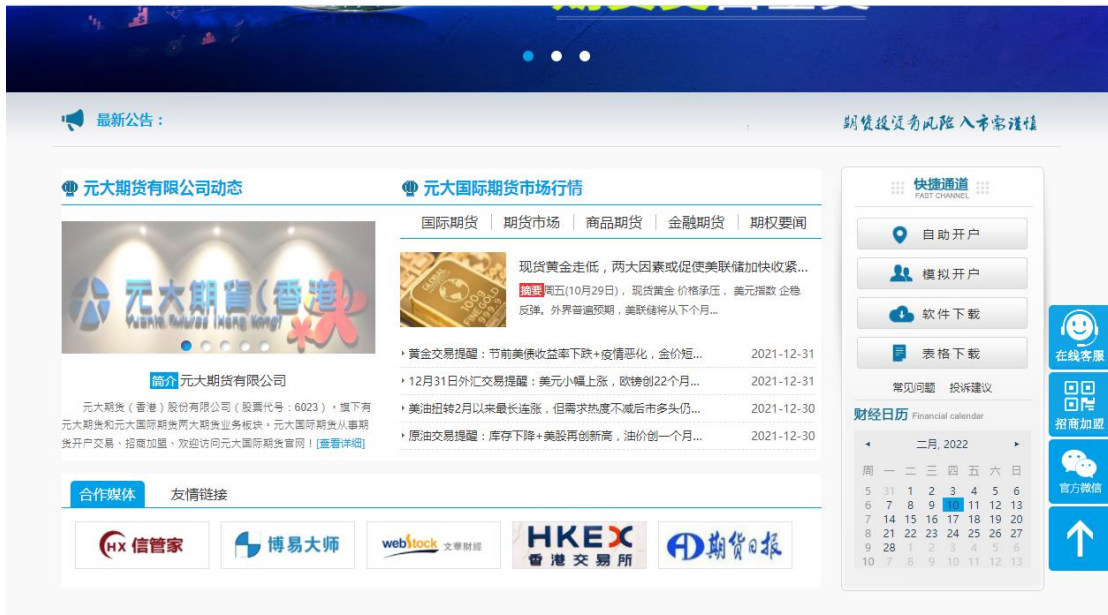 最新公告：
期货投资有风险 入市需谨慎
元大期货有限公司动态
元大期貨(香港)
Yuanta Futures (Hong Kong)
简介 元大期货有限公司
元大期货（香港）股份有限公司（股票代号：6023），旗下有
元大期货和元大国际期货两大期货业务板块。元大国际期货从事期
货开户交易、招商加盟、欢迎访问元大国际期货官网！[查看详细]
元大国际期货市场行情
国际期货 期货市场 商品期货 金融期货 期权要闻
GLOBAL
GOLD
100g
FINE GOLD
999.9
现货黄金走低，两大因素或促使美联储加快收紧...
摘要 周五(10月29日)，现货黄金 价格承压， 美元指数 企稳
反弹。外界普遍预期，美联储将从下个月...
黄金交易提醒：节前美债收益率下跌+疫情恶化，金价短... 2021-12-31
12月31日外汇交易提醒：美元小幅上涨，欧镑创22个月... 2021-12-31
美油扭转2月以来最长连涨，但需求热度不减后市多头仍... 2021-12-30
原油交易提醒：库存下降+美股再创新高，油价创一个月... 2021-12-30
合作媒体 友情链接
HX 信管家
博易大师
webstock 文華財經
HKEX
香港交易所
期货日报
快捷通道
FAST CHANNEL
自助开户
模拟开户
软件下载
表格下载
常见问题 投诉建议
财经日历 Financial calendar
二月, 2022
周 一 二 三 四 五 六 日
5 31 1 2 3 4 5 6
6 7 8 9 10 11 12 13
7 14 15 16 17 18 19 20
8 21 22 23 24 25 26 27
9 28 1 2 3 4 5 6
10 7 8 9 10 11 12 13
在线客服
招商加盟
官方微信